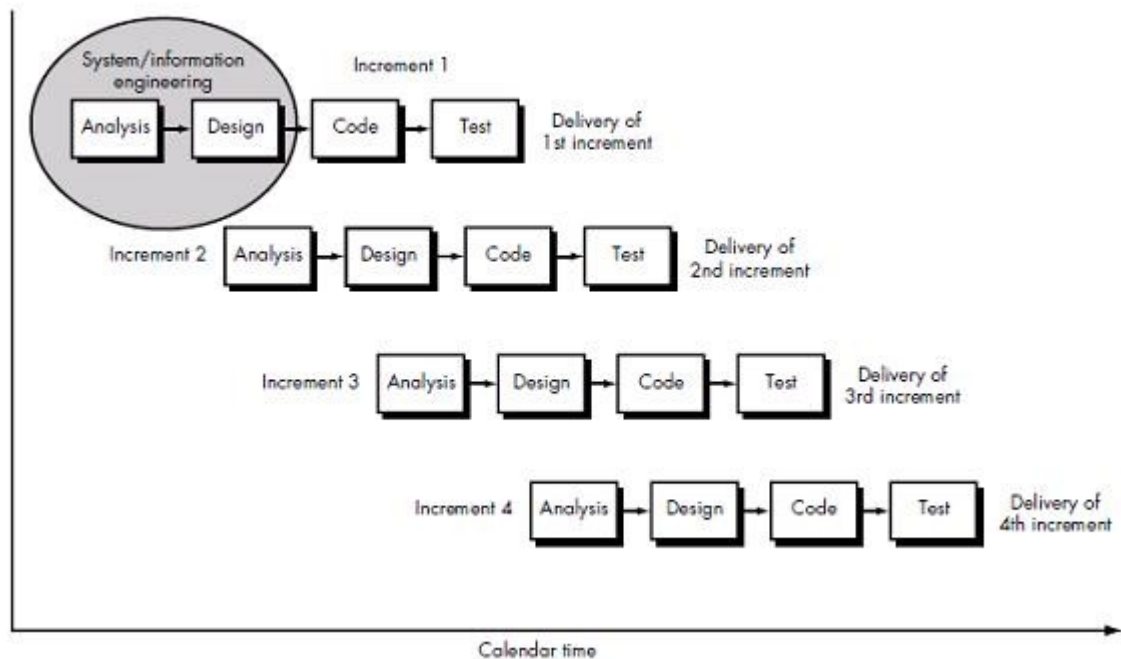 System/information
engineering
Increment 1
Analysis
Design
Code
Test
Delivery of
1st increment
Increment 2
Analysis
Design
Code
Test
Delivery of
2nd increment
Increment 3
Analysis
Design
Code
Test
Delivery of
3rd increment
Increment 4
Analysis
Design
Code
Test
Delivery of
4th increment
Calendar time